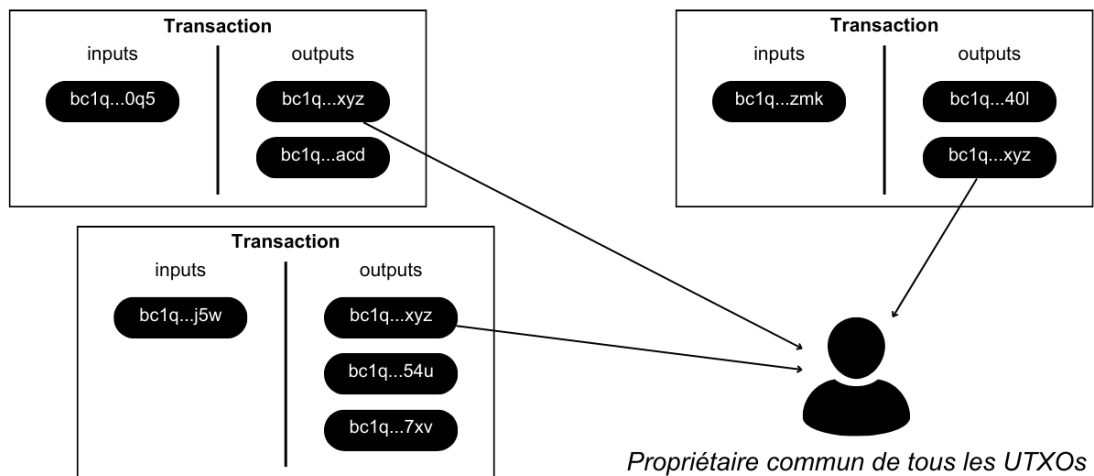 Transaction
inputs
outputs
bc1q...0q5
bc1q...xyz
bc1q...acd
Transaction
inputs
outputs
bc1q...zmk
bc1q...40l
bc1q...xyz
Transaction
inputs
outputs
bc1q...j5w
bc1q...xyz
bc1q...54u
bc1q...7xv
Propriétaire commun de tous les UTXOs